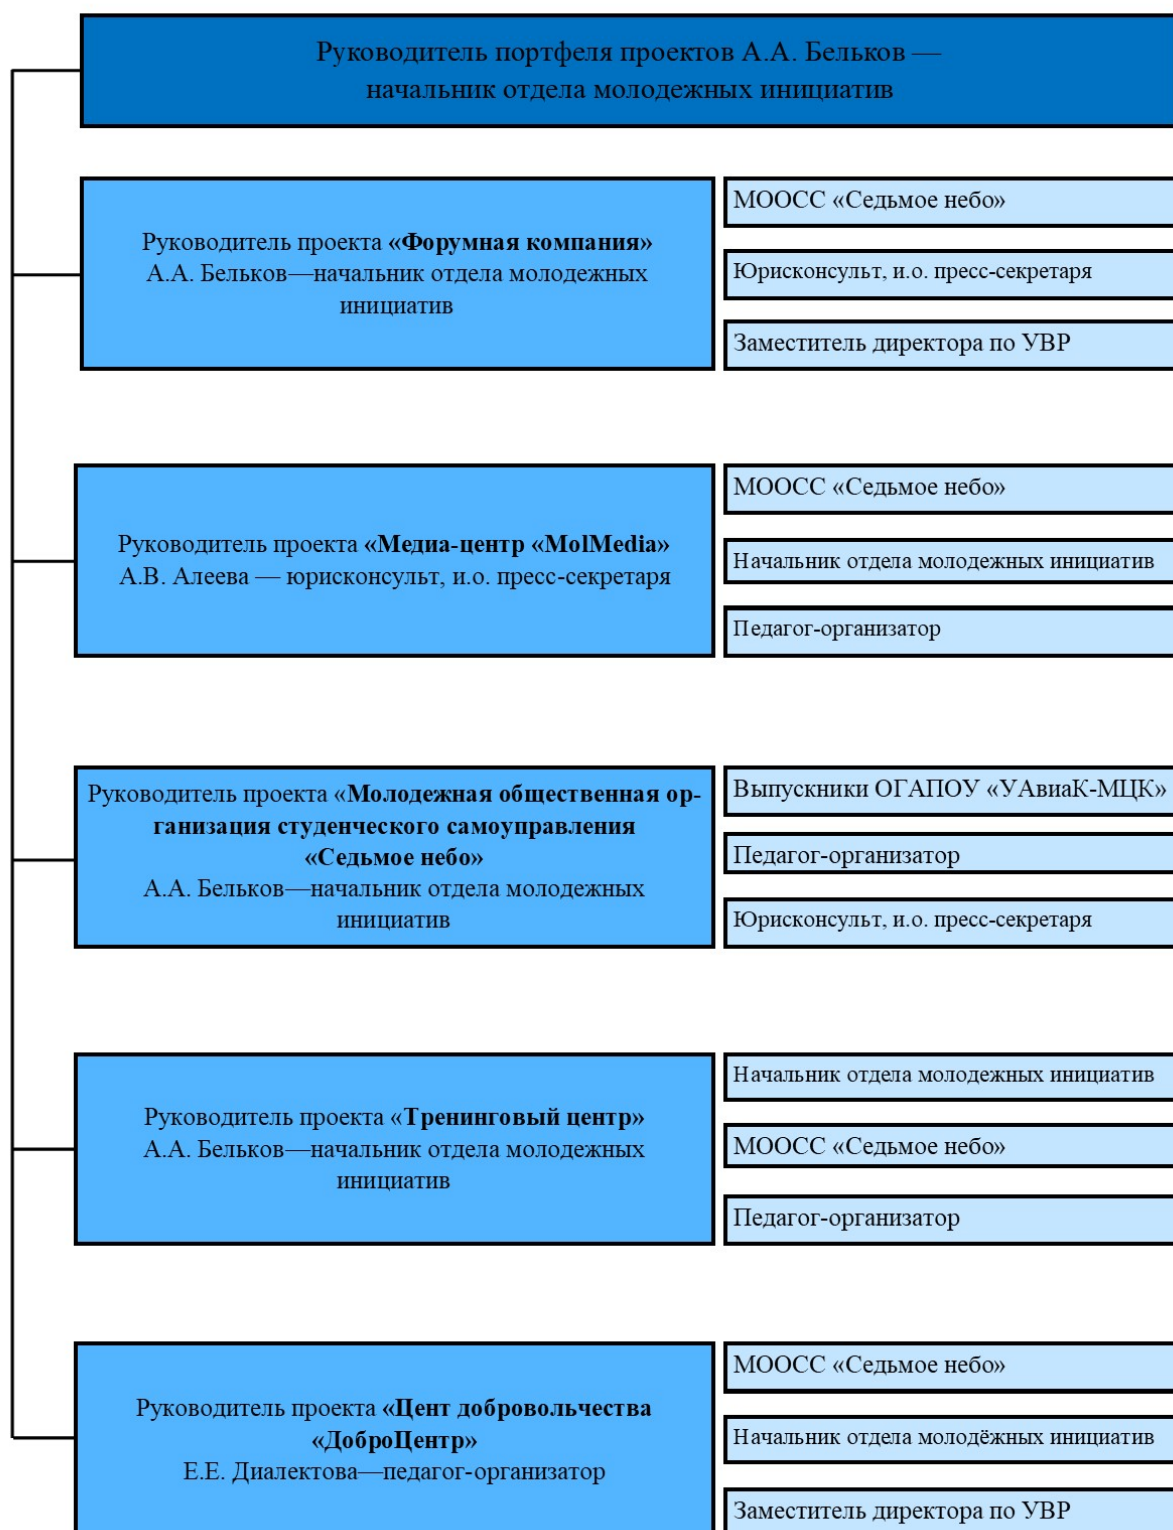 Руководитель портфеля проектов А.А. Бельков —
начальник отдела молодежных инициатив
Руководитель проекта «Форумная компания»
А.А. Бельков—начальник отдела молодежных
инициатив
МООСС «Седьмое небо»
Юрисконсульт, и.о. пресс-секретаря
Заместитель директора по УВР
Руководитель проекта «Медиа-центр «MolMedia»
А.В. Алеева — юрисконсульт, и.о. пресс-секретаря
МООСС «Седьмое небо»
Начальник отдела молодежных инициатив
Педагог-организатор
Руководитель проекта «Молодежная общественная ор-
ганизация студенческого самоуправления
«Седьмое небо»
А.А. Бельков—начальник отдела молодежных
инициатив
Выпускники ОГАПОУ «УАвиаК-МЦК»
Педагог-организатор
Юрисконсульт, и.о. пресс-секретаря
Руководитель проекта «Тренинговый центр»
А.А. Бельков—начальник отдела молодежных
инициатив
Начальник отдела молодежных инициатив
МООСС «Седьмое небо»
Педагог-организатор
Руководитель проекта «Цент добровольчества
«ДоброЦентр»
Е.Е. Диалектова—педагог-организатор
МООСС «Седьмое небо»
Начальник отдела молодёжных инициатив
Заместитель директора по УВР